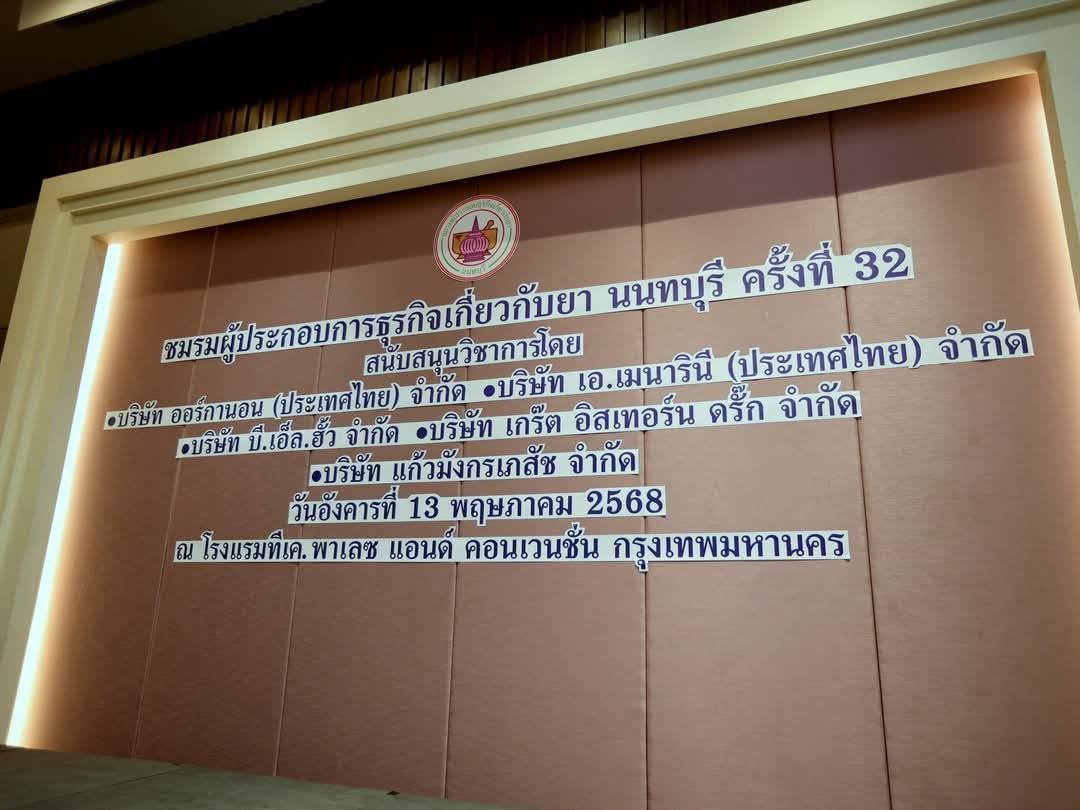 นนทบุรี
ชมรมผู้ประกอบการธุรกิจเกี่ยวกับยา นนทบุรี ครั้งที่ 32
สนับสนุนวิชาการโดย
•บริษัท ออร์กานอน (ประเทศไทย) จำกัด •บริษัท เอ.เมนารินี (ประเทศไทย) จำกัด
•บริษัท บี.เอ็ล.ฮั้ว จำกัด •บริษัท เกร๊ต อิสเทอร์น ดรั๊ก จำกัด
•บริษัท แก้วมังกรเภสัช จำกัด
วันอังคารที่ 13 พฤษภาคม 2568
ณ โรงแรมทีเค.พาเลซ แอนด์ คอนเวนชั่น กรุงเทพมหานคร